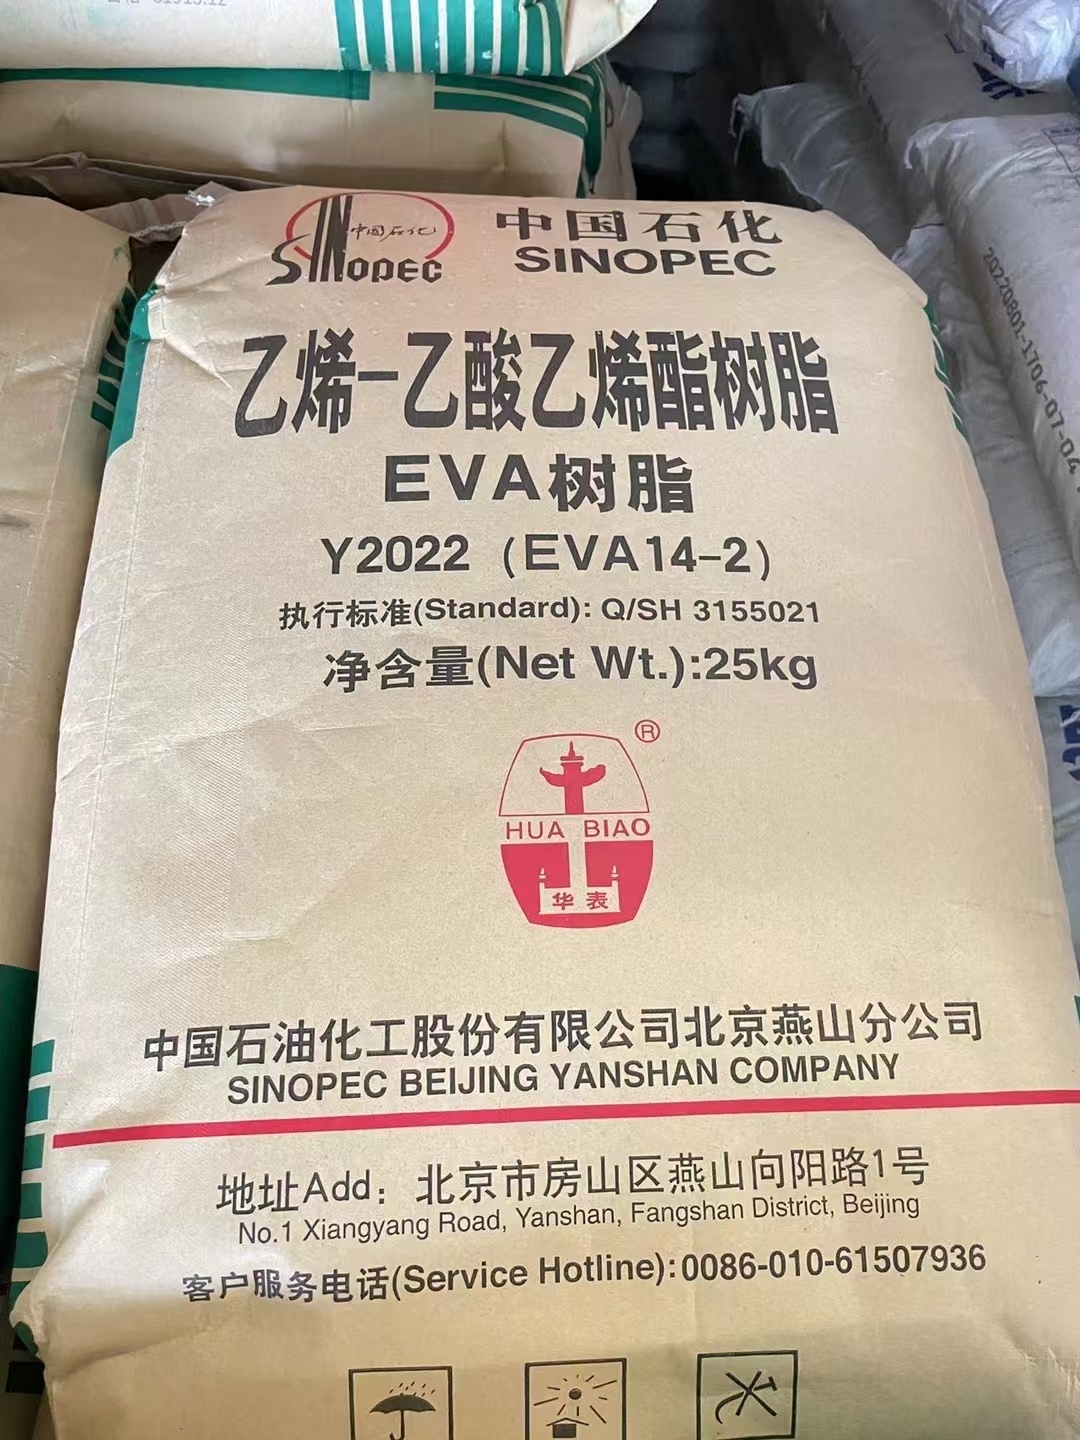 中国石化
SINOPEC
中国石化
SINOPEC
乙烯-乙酸乙烯酯树脂
EVA树脂
Y2022 (EVA14-2)
执行标准(Standard): Q/SH 3155021
净含量(Net Wt.):25kg
®
HUA BIAO
华表
中国石油化工股份有限公司北京燕山分公司
SINOPEC BEIJING YANSHAN COMPANY
地址Add: 北京市房山区燕山向阳路1号
No.1 Xiangyang Road, Yanshan, Fangshan District, Beijing
客户服务电话(Service Hotline):0086-010-61507936
20220801-1706-07-04